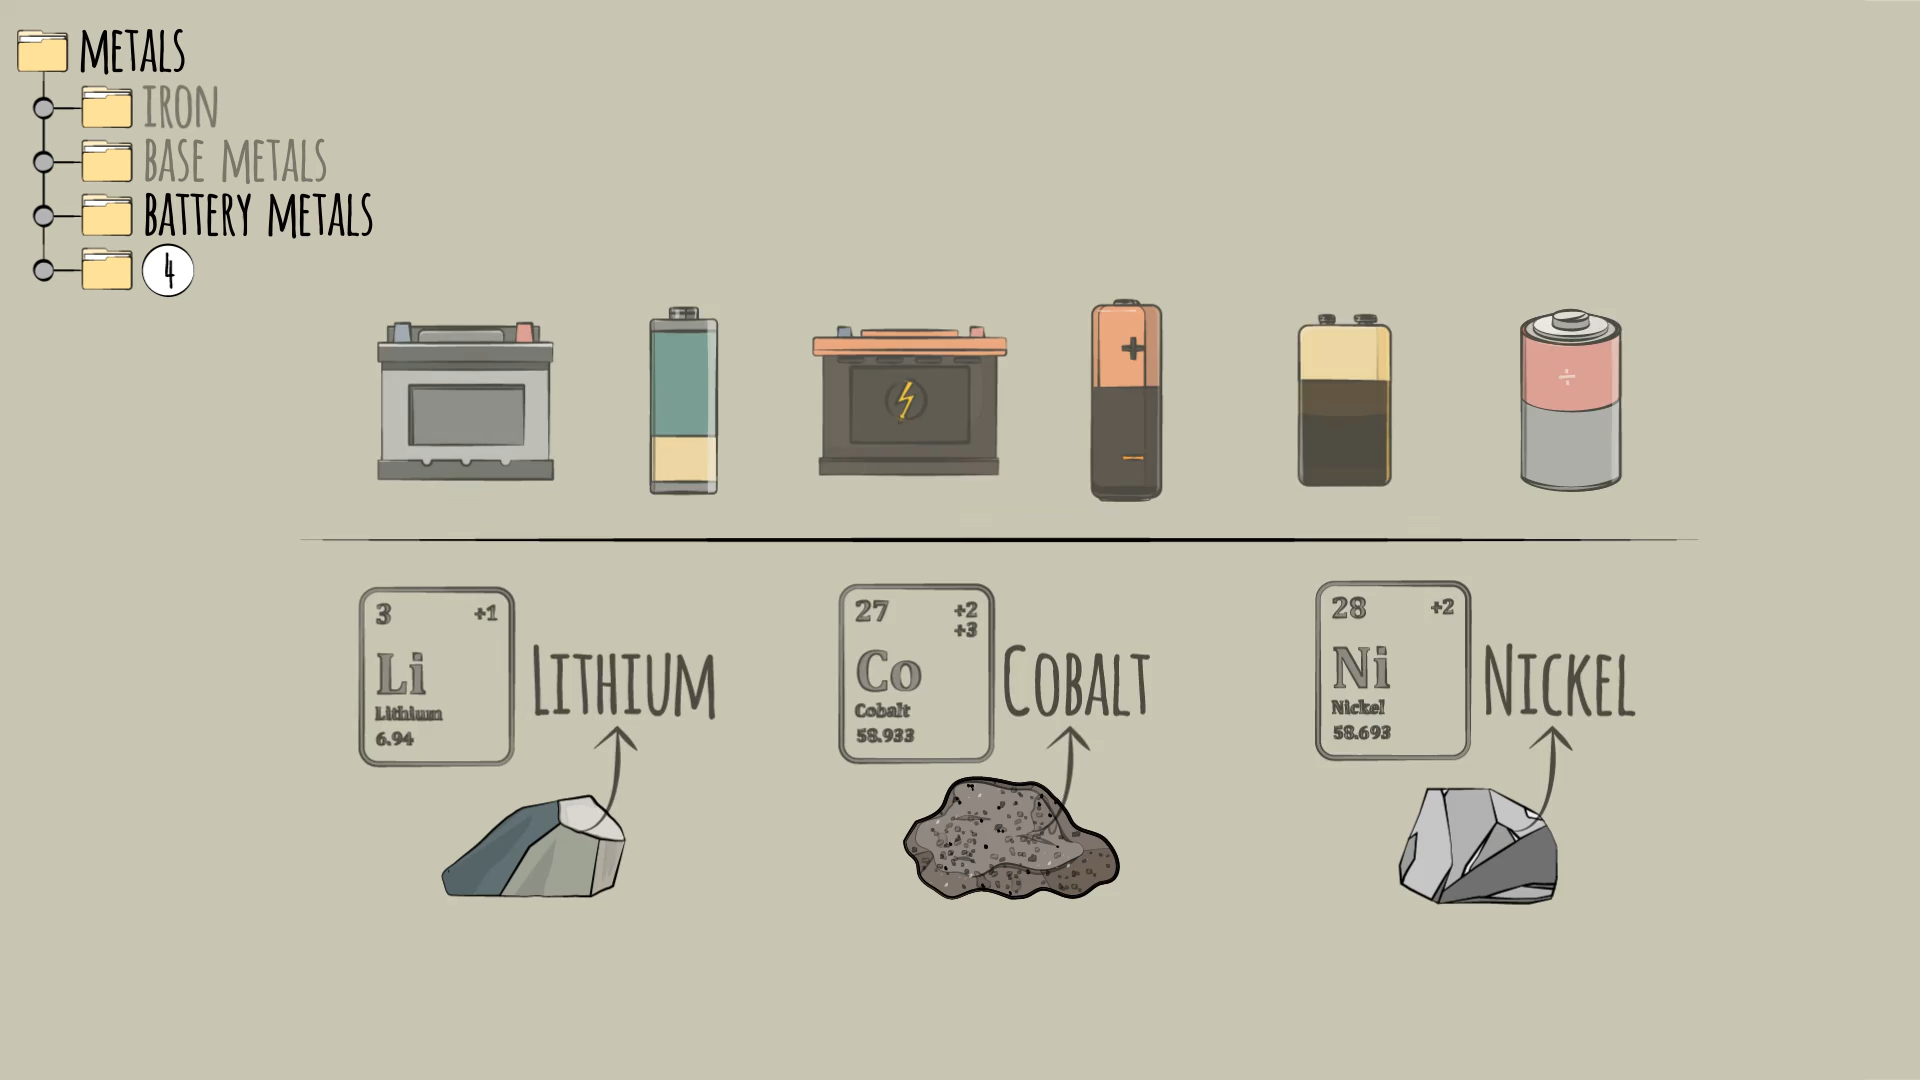 METALS
IRON
BASE METALS
BATTERY METALS
4
+
÷
−
3 +1
Li
Lithium
6.94
LITHIUM
27 +2
+3
Co
Cobalt
58.933
COBALT
28 +2
Ni
Nickel
58.693
NICKEL